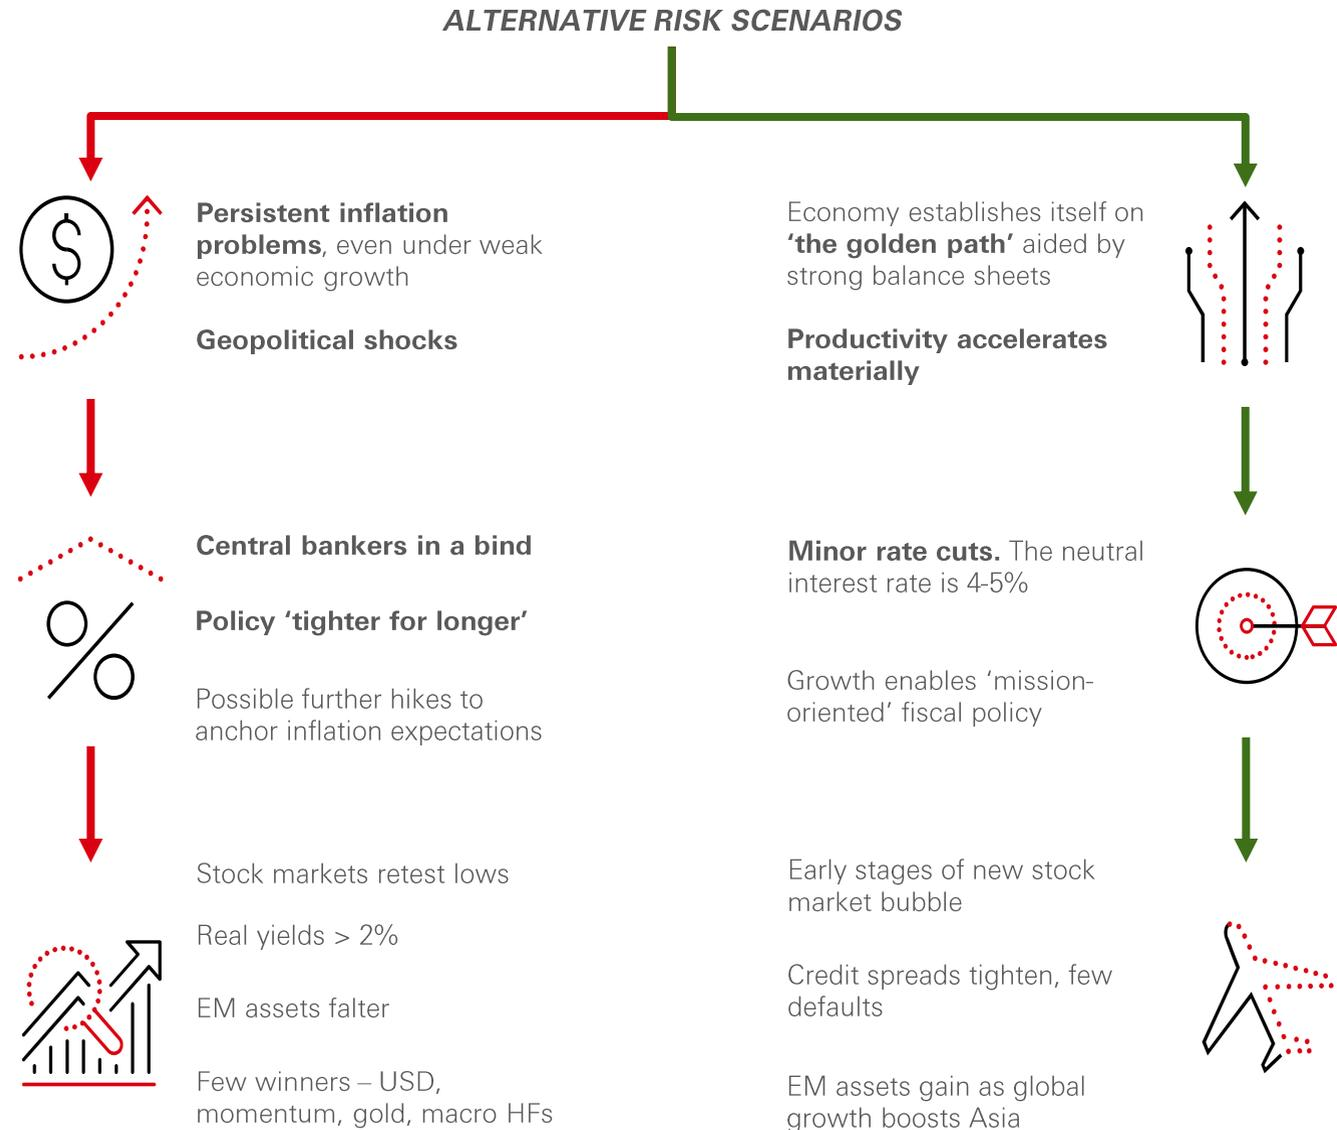 ALTERNATIVE RISK SCENARIOS
Persistent inflation
problems, even under weak
economic growth
Geopolitical shocks
Central bankers in a bind
Policy ‘tighter for longer’
Possible further hikes to
anchor inflation expectations
Stock markets retest lows
Real yields > 2%
EM assets falter
Few winners – USD,
momentum, gold, macro HFs
Economy establishes itself on
‘the golden path’ aided by
strong balance sheets
Productivity accelerates
materially
Minor rate cuts. The neutral
interest rate is 4-5%
Growth enables ‘mission-
oriented’ fiscal policy
Early stages of new stock
market bubble
Credit spreads tighten, few
defaults
EM assets gain as global
growth boosts Asia